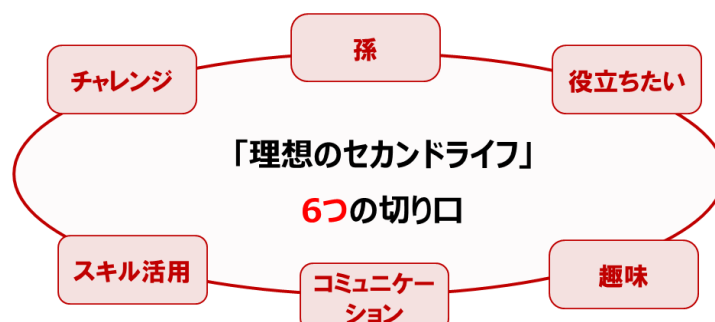 孫
チャレンジ
役立ちたい
「理想のセカンドライフ」
6つの切り口
スキル活用
コミュニケー
ション
趣味